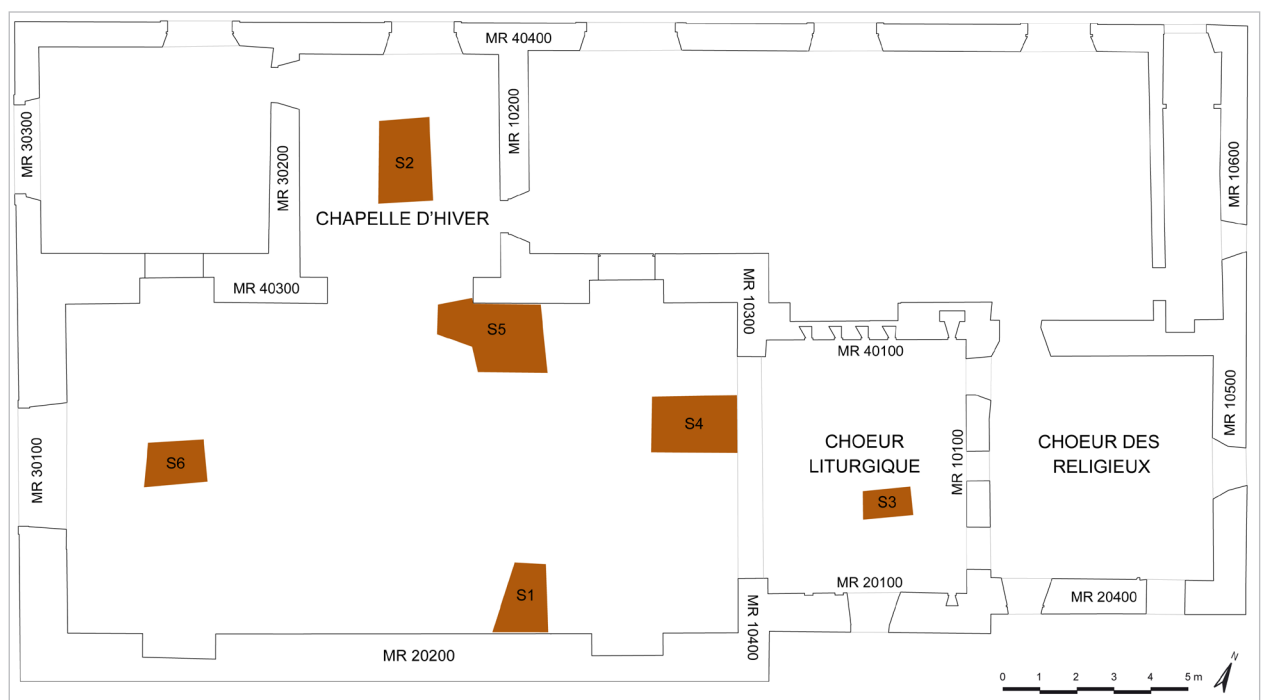 MR 40400
MR 30300
MR 10200
MR 30200
MR 10600
S2
CHAPELLE D'HIVER
MR 40300
MR 10300
S5
MR 40100
MR 10500
S4
CHOEUR
LITURGIQUE
CHOEUR DES
RELIGIEUX
MR 10100
MR 30100
S6
S3
MR 20100
S1
MR 20400
MR 10400
MR 20200
N
0 1 2 3 4 5 m